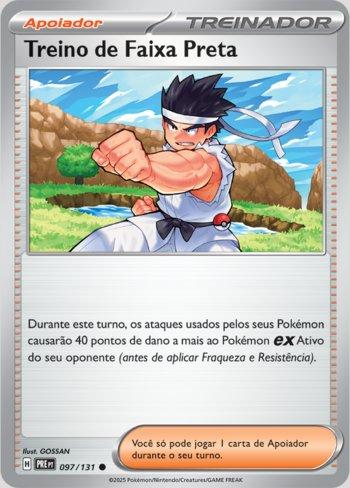 Apoiador
TREINADOR
Treino de Faixa Preta
Durante este turno, os ataques usados pelos seus Pokémon
causarão 40 pontos de dano a mais ao Pokémon ex Ativo
do seu oponente (antes de aplicar Fraqueza e Resistência).
Ilust. GOSSAN
H PRE PT 097/131
Você só pode jogar 1 carta de Apoiador
durante o seu turno.
©2025 Pokémon/Nintendo/Creatures/GAME FREAK